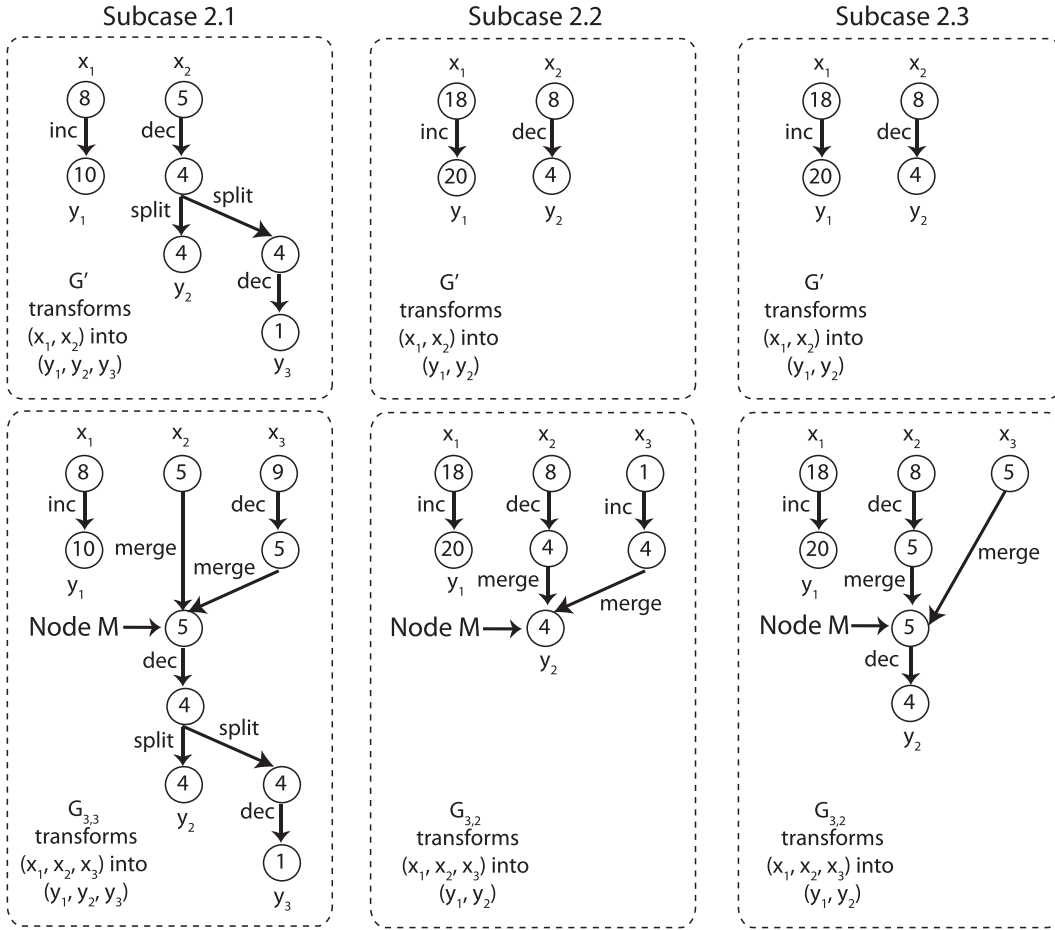 Subcase 2.1
x₁ x₂
8 5
inc dec
10 4
y₁ split split
4 4
y₂ dec
1
y₃
G'
transforms
(x₁, x₂) into
(y₁, y₂, y₃)
Subcase 2.2
x₁ x₂
18 8
inc dec
20 4
y₁ y₂
G'
transforms
(x₁, x₂) into
(y₁, y₂)
Subcase 2.3
x₁ x₂
18 8
inc dec
20 4
y₁ y₂
G'
transforms
(x₁, x₂) into
(y₁, y₂)
x₁ x₂ x₃
8 5 9
inc dec
10 5
y₁ merge merge
Node M 5
dec
4
split split
4 4
y₂ dec
1
y₃
G₃,₃
transforms
(x₁, x₂, x₃) into
(y₁, y₂, y₃)
x₁ x₂ x₃
18 8 1
inc dec inc
20 4 4
y₁ merge merge
Node M 4
y₂
G₃,₂
transforms
(x₁, x₂, x₃) into
(y₁, y₂)
x₁ x₂ x₃
18 8 5
inc dec
20 5 merge
y₁ merge
Node M 5
dec
4
y₂
G₃,₂
transforms
(x₁, x₂, x₃) into
(y₁, y₂)